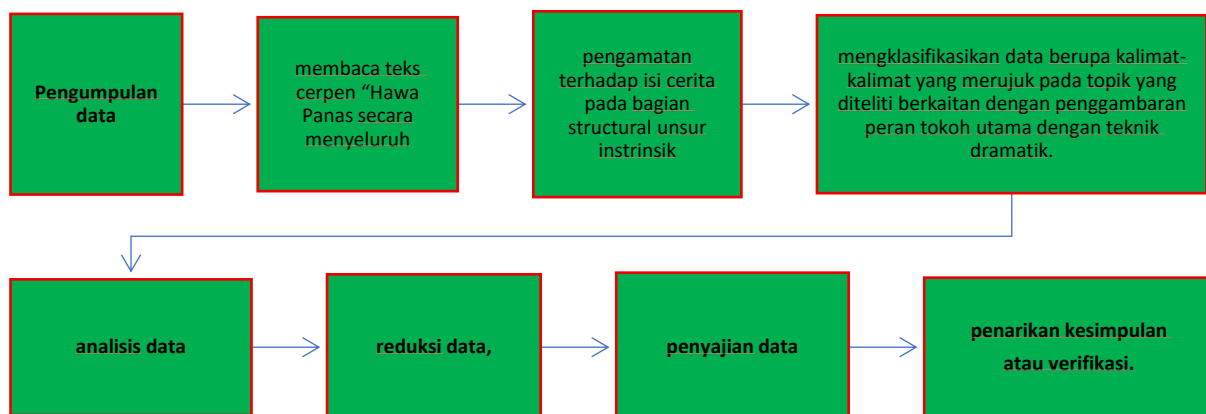 Pengumpulan
data
membaca teks
cerpen “Hawa
Panas secara
menyeluruh
pengamatan
terhadap isi cerita
pada bagian
structural unsur
instrinsik
mengklasifikasikan data berupa kalimat-
kalimat yang merujuk pada topik yang
diteliti berkaitan dengan penggambaran
peran tokoh utama dengan teknik
dramatik.
analisis data
reduksi data,
penyajian data
penarikan kesimpulan
atau verifikasi.